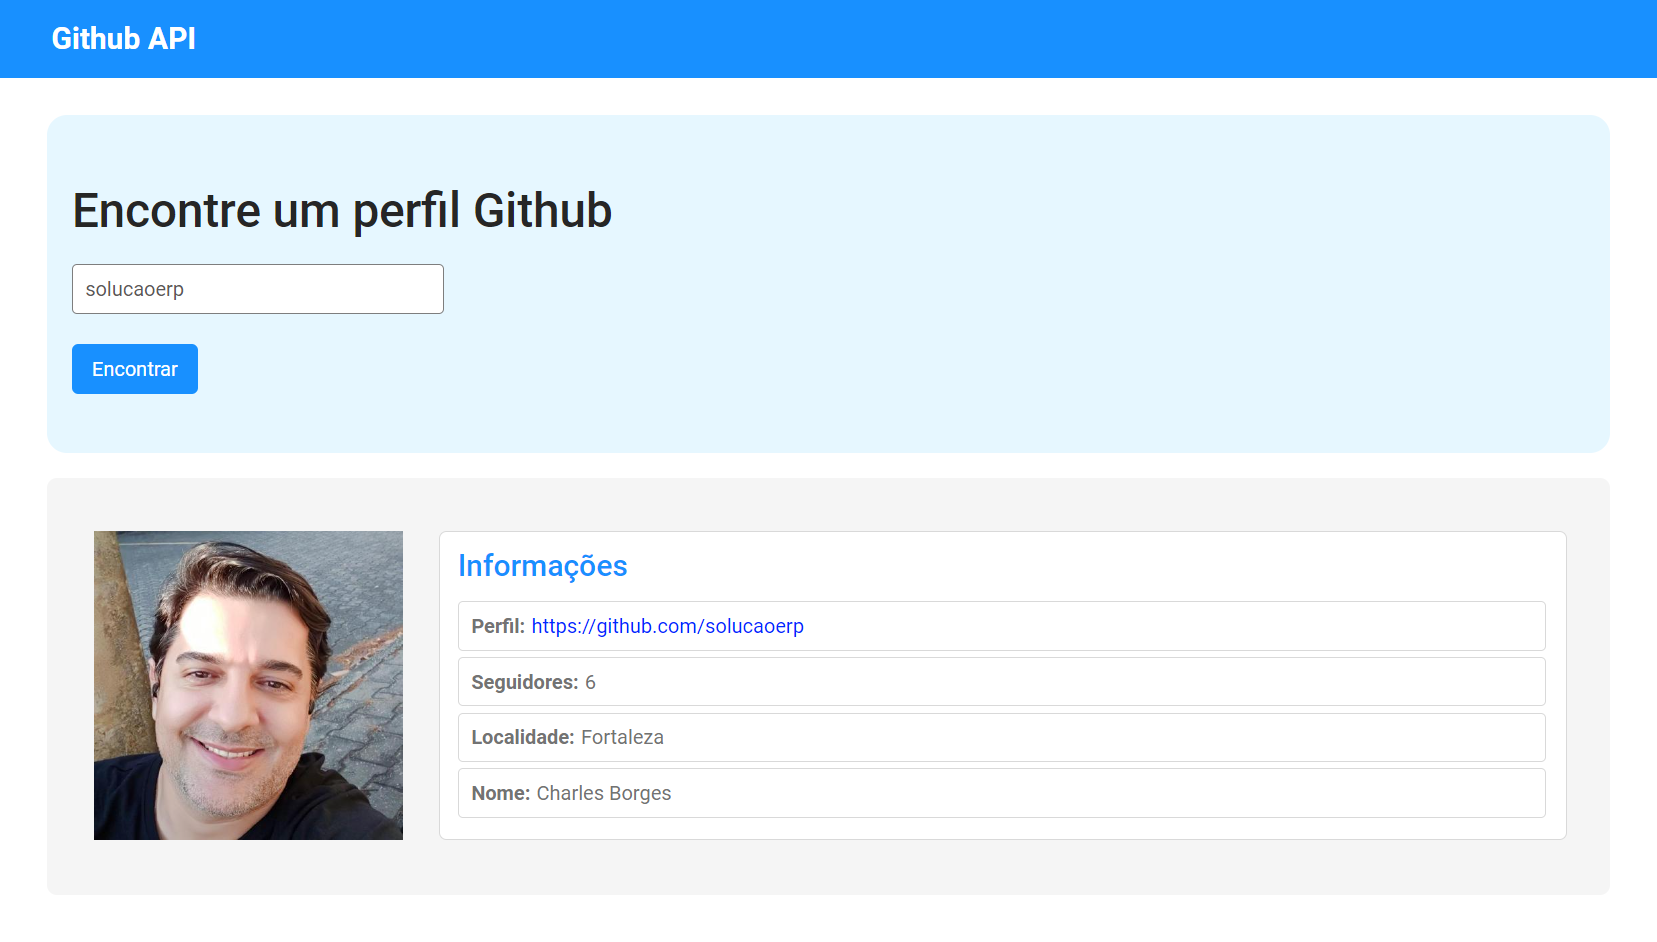 Github API
Encontre um perfil Github
solucaoerp
Encontrar
Informações
Perfil: https://github.com/solucaoerp
Seguidores: 6
Localidade: Fortaleza
Nome: Charles Borges